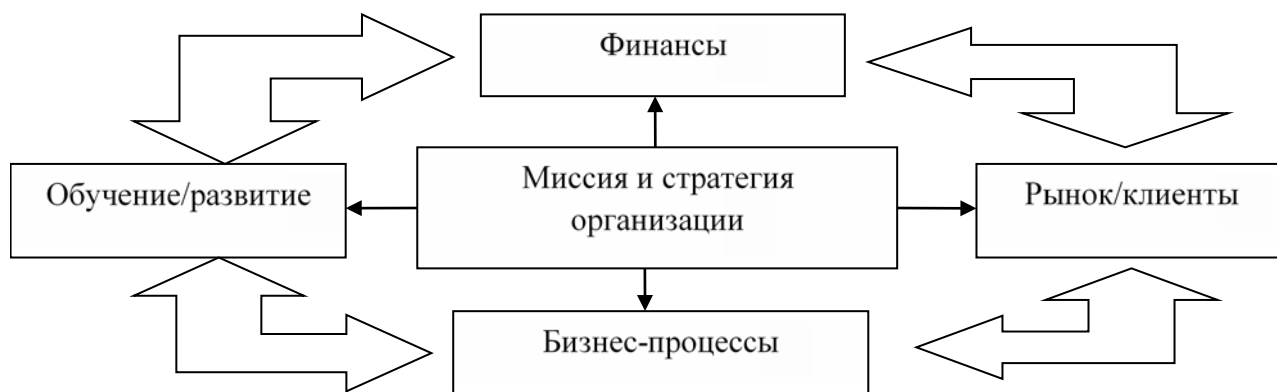 Финансы
Обучение/развитие
Миссия и стратегия
организации
Рынок/клиенты
Бизнес-процессы